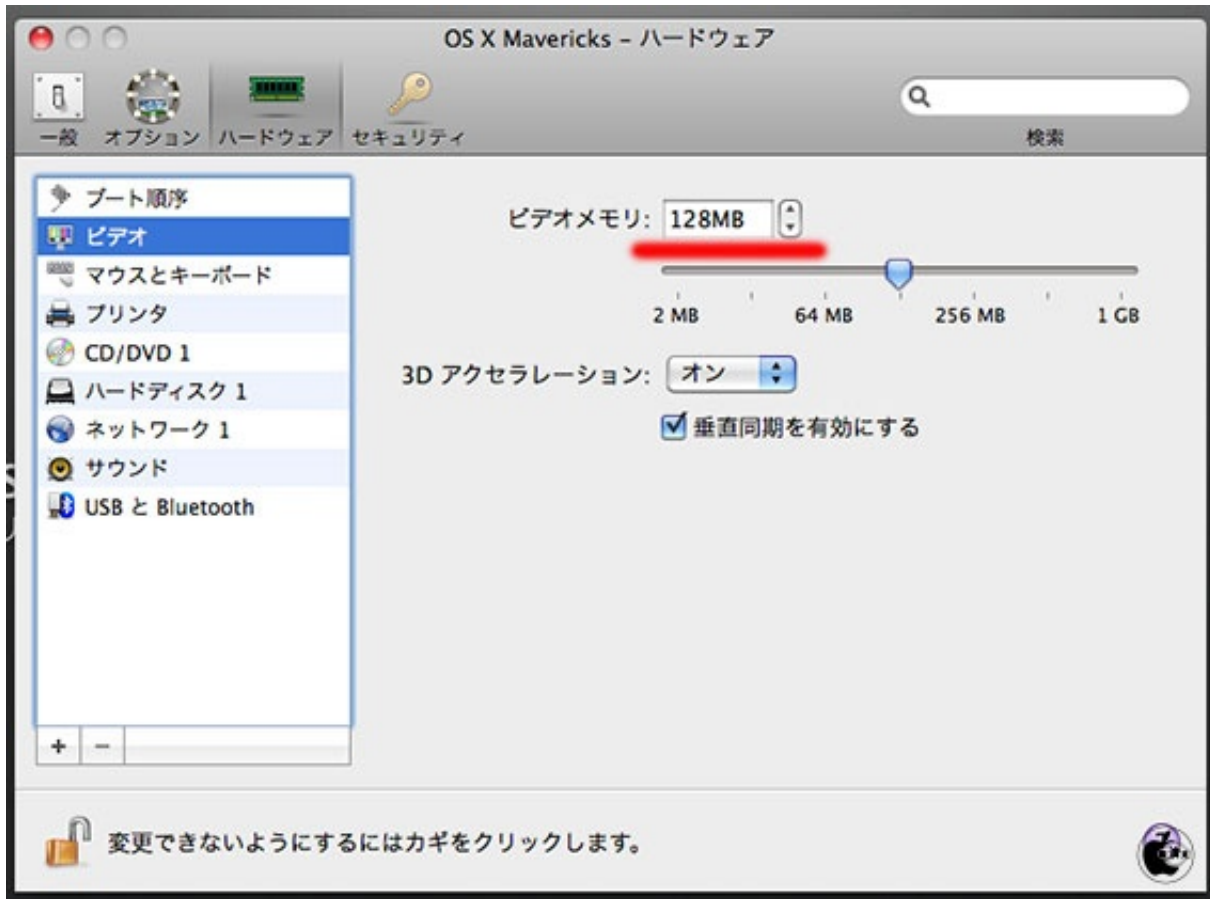 OS X Mavericks – ハードウェア
一般 オプション ハードウェア セキュリティ 検索
ブート順序
ビデオ
マウスとキーボード
プリンタ
CD/DVD 1
ハードディスク 1
ネットワーク 1
サウンド
USB と Bluetooth
ビデオメモリ: 128MB
2 MB 64 MB 256 MB 1 GB
3D アクセラレーション: オン
垂直同期を有効にする
変更できないようにするにはカギをクリックします。